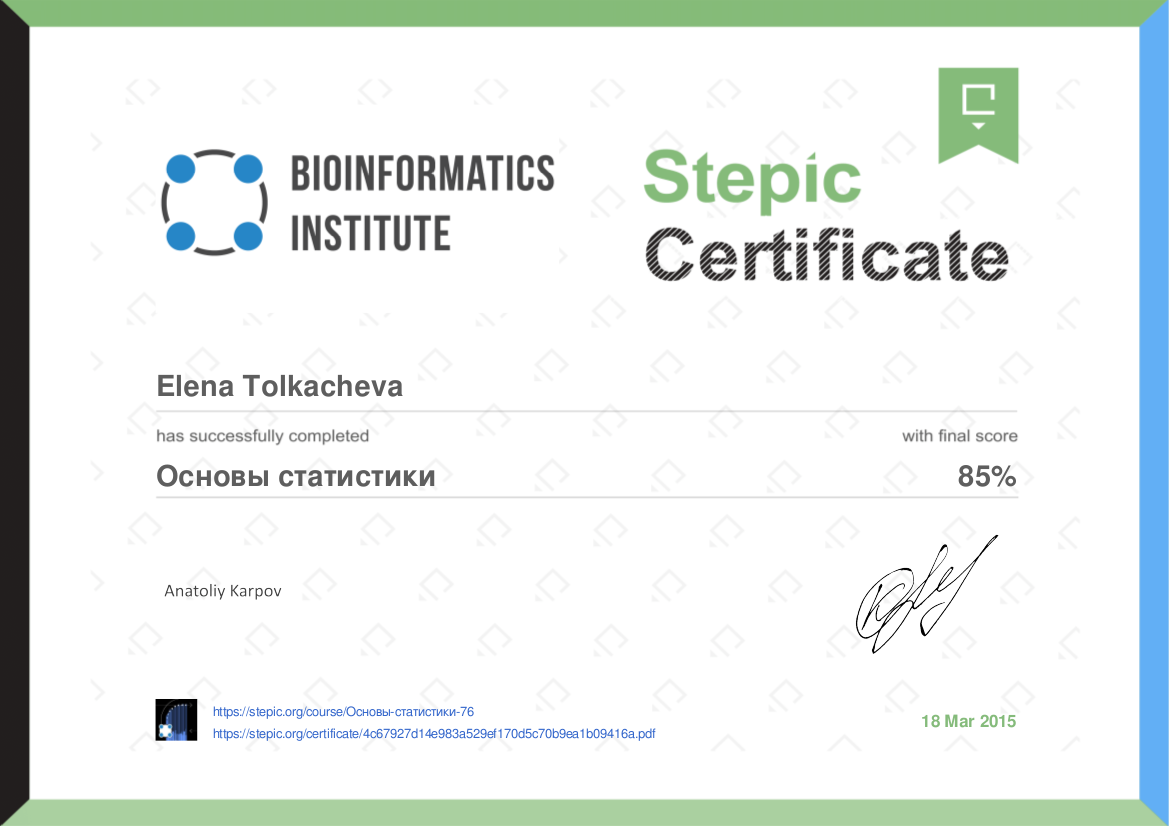 BIOINFORMATICS
INSTITUTE
Stepic
Certificate
Elena Tolkacheva
has successfully completed
with final score
Основы статистики
85%
Anatoliy Karpov
https://stepic.org/course/Основы-статистики-76
https://stepic.org/certificate/4c67927d14e983a529ef170d5c70b9ea1b09416a.pdf
18 Mar 2015